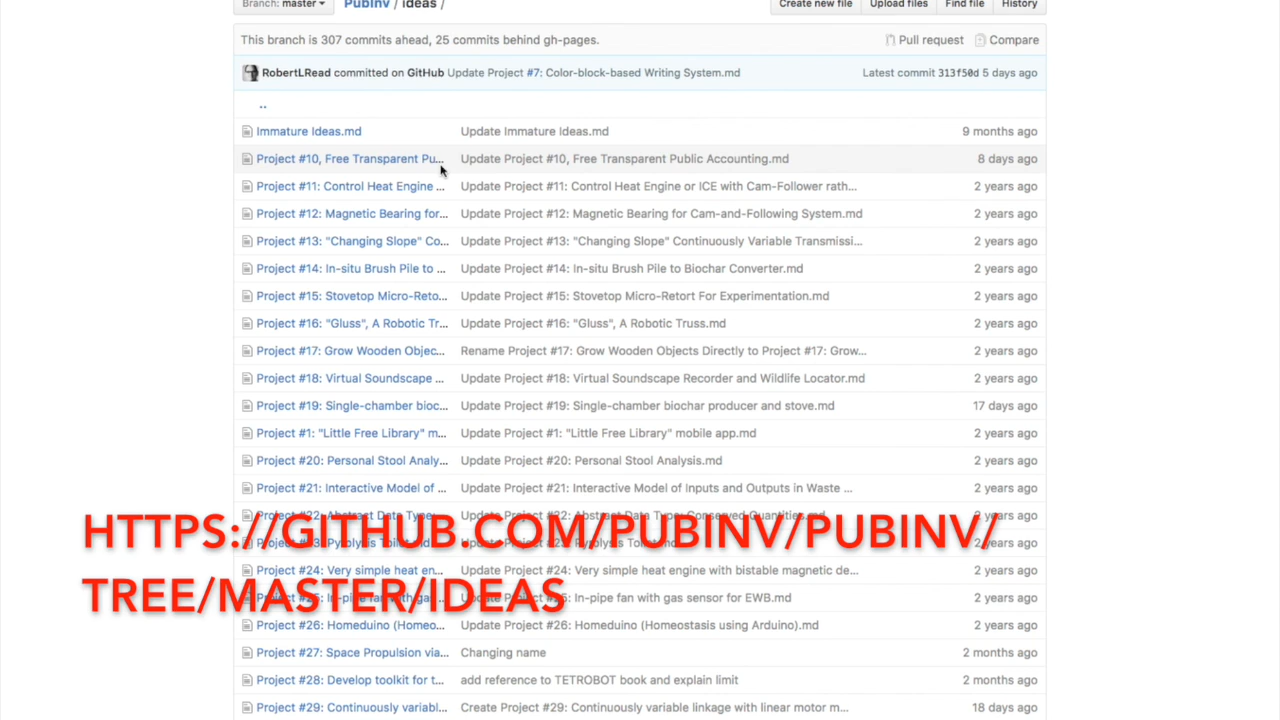 Branch: master
PubInv / ideas /
Create new file Upload files Find file History
This branch is 307 commits ahead, 25 commits behind gh-pages. Pull request Compare
RobertLRead committed on GitHub Update Project #7: Color-block-based Writing System.md Latest commit 313f50d 5 days ago
..
Immature Ideas.md Update Immature Ideas.md 9 months ago
Project #10, Free Transparent Pu... Update Project #10, Free Transparent Public Accounting.md 8 days ago
Project #11: Control Heat Engine ... Update Project #11: Control Heat Engine or ICE with Cam-Follower rath... 2 years ago
Project #12: Magnetic Bearing for... Update Project #12: Magnetic Bearing for Cam-and-Following System.md 2 years ago
Project #13: "Changing Slope" Co... Update Project #13: "Changing Slope" Continuously Variable Transmissi... 2 years ago
Project #14: In-situ Brush Pile to ... Update Project #14: In-situ Brush Pile to Biochar Converter.md 2 years ago
Project #15: Stovetop Micro-Reto... Update Project #15: Stovetop Micro-Retort For Experimentation.md 2 years ago
Project #16: "Gluss", A Robotic Tr... Update Project #16: "Gluss", A Robotic Truss.md 2 years ago
Project #17: Grow Wooden Objec... Rename Project #17: Grow Wooden Objects Directly to Project #17: Grow... 2 years ago
Project #18: Virtual Soundscape ... Update Project #18: Virtual Soundscape Recorder and Wildlife Locator.md 2 years ago
Project #19: Single-chamber bioc... Update Project #19: Single-chamber biochar producer and stove.md 17 days ago
Project #1: "Little Free Library" m... Update Project #1: "Little Free Library" mobile app.md 2 years ago
Project #20: Personal Stool Analy... Update Project #20: Personal Stool Analysis.md 2 years ago
Project #21: Interactive Model of ... Update Project #21: Interactive Model of Inputs and Outputs in Waste ... 2 years ago
Abstract Data Type: Conserved Quantities.md 2 years ago
HTTPS://GITHUB.COM/PUBINV/PUBINV/
Pyrolysis Toilet.md years ago
Project #24: Very simple heat en... Update Project #24: Very simple heat engine with bistable magnetic de... 2 years ago
TREE/MASTER/IDEAS
In-pipe fan with gas sensor for EWB.md 2 years ago
Project #26: Homeduino (Homeo... Update Project #26: Homeduino (Homeostasis using Arduino).md 2 years ago
Project #27: Space Propulsion via... Changing name 2 months ago
Project #28: Develop toolkit for t... add reference to TETROBOT book and explain limit 2 months ago
Project #29: Continuously variabl... Create Project #29: Continuously variable linkage with linear motor m... 18 days ago